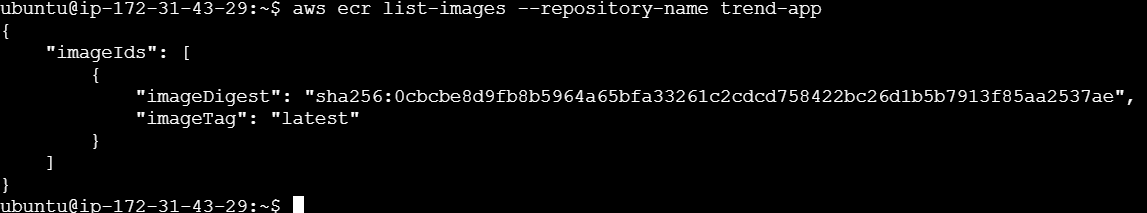 ubuntu@ip-172-31-43-29:~$ aws ecr list-images --repository-name trend-app
{
    "imageIds": [
        {
            "imageDigest": "sha256:0cbcbe8d9fb8b5964a65bfa33261c2cdcd758422bc26d1b5b7913f85aa2537ae",
            "imageTag": "latest"
        }
    ]
}
ubuntu@ip-172-31-43-29:~$